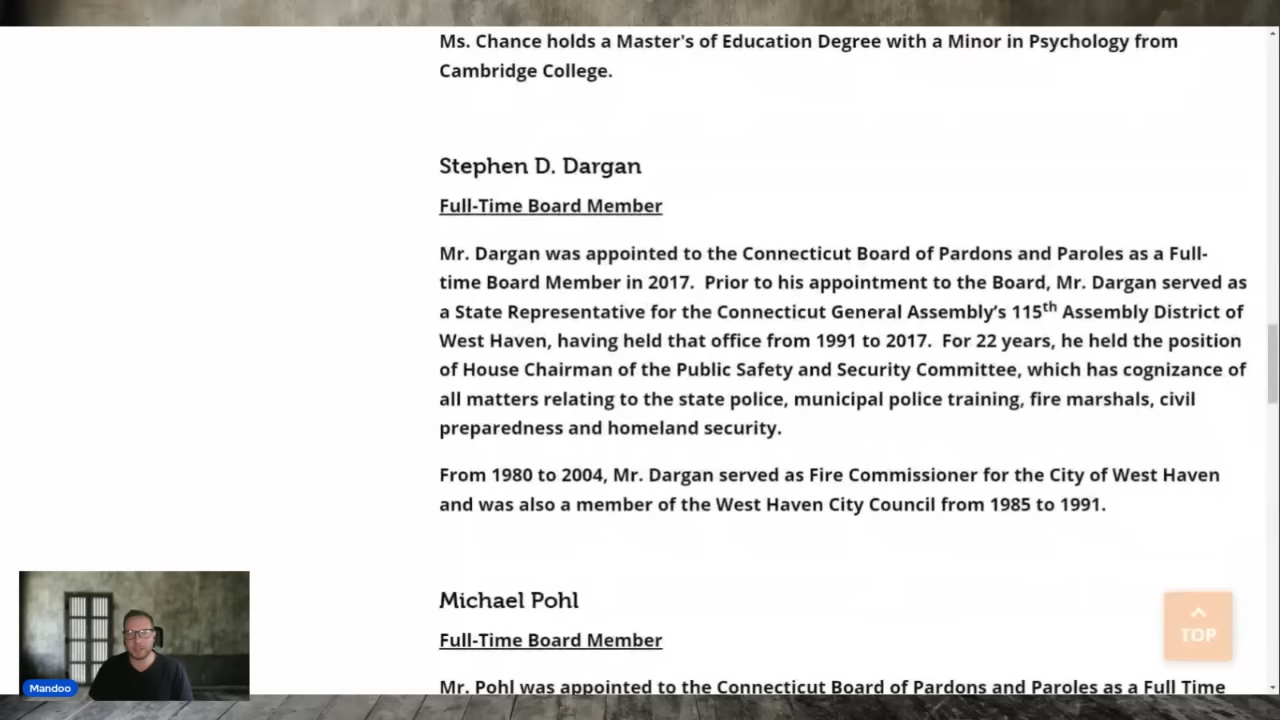 Ms. Chance holds a Master's of Education Degree with a Minor in Psychology from
Cambridge College.
Stephen D. Dargan
Full-Time Board Member
Mr. Dargan was appointed to the Connecticut Board of Pardons and Paroles as a Full-
time Board Member in 2017.  Prior to his appointment to the Board, Mr. Dargan served as
a State Representative for the Connecticut General Assembly’s 115th Assembly District of
West Haven, having held that office from 1991 to 2017.  For 22 years, he held the position
of House Chairman of the Public Safety and Security Committee, which has cognizance of
all matters relating to the state police, municipal police training, fire marshals, civil
preparedness and homeland security.
From 1980 to 2004, Mr. Dargan served as Fire Commissioner for the City of West Haven
and was also a member of the West Haven City Council from 1985 to 1991.
Michael Pohl
Full-Time Board Member
Mr. Pohl was appointed to the Connecticut Board of Pardons and Paroles as a Full Time
TOP
Mandoo